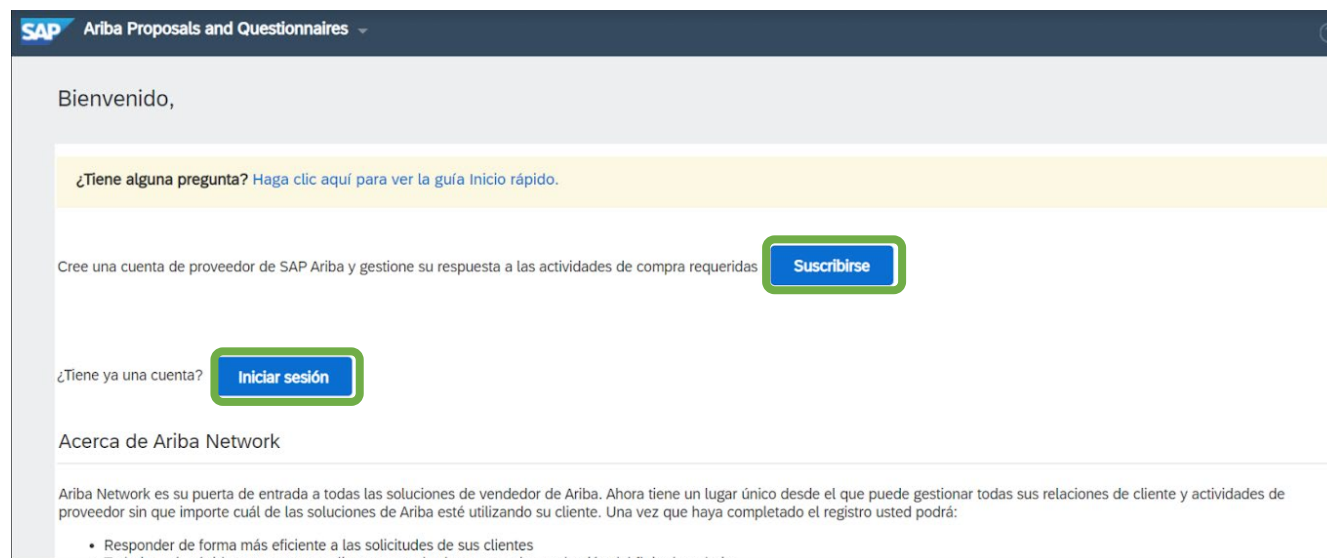 SAP Ariba Proposals and Questionnaires
Bienvenido,
¿Tiene alguna pregunta? Haga clic aquí para ver la guía Inicio rápido.
Cree una cuenta de proveedor de SAP Ariba y gestione su respuesta a las actividades de compra requeridas Suscribirse
¿Tiene ya una cuenta? Iniciar sesión
Acerca de Ariba Network
Ariba Network es su puerta de entrada a todas las soluciones de vendedor de Ariba. Ahora tiene un lugar único desde el que puede gestionar todas sus relaciones de cliente y actividades de
proveedor sin que importe cuál de las soluciones de Ariba esté utilizando su cliente. Una vez que haya completado el registro usted podrá:
• Responder de forma más eficiente a las solicitudes de sus clientes